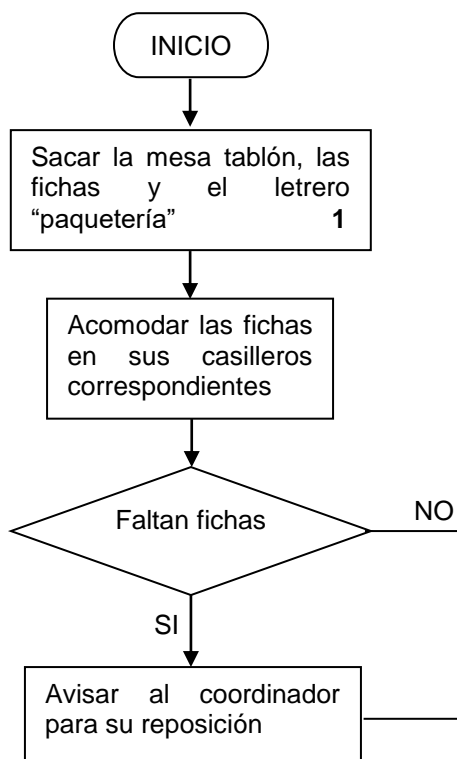 INICIO
Sacar la mesa tablón, las
fichas y el letrero
“paquetería” 1
Acomodar las fichas
en sus casilleros
correspondientes
Faltan fichas
NO
SI
Avisar al coordinador
para su reposición